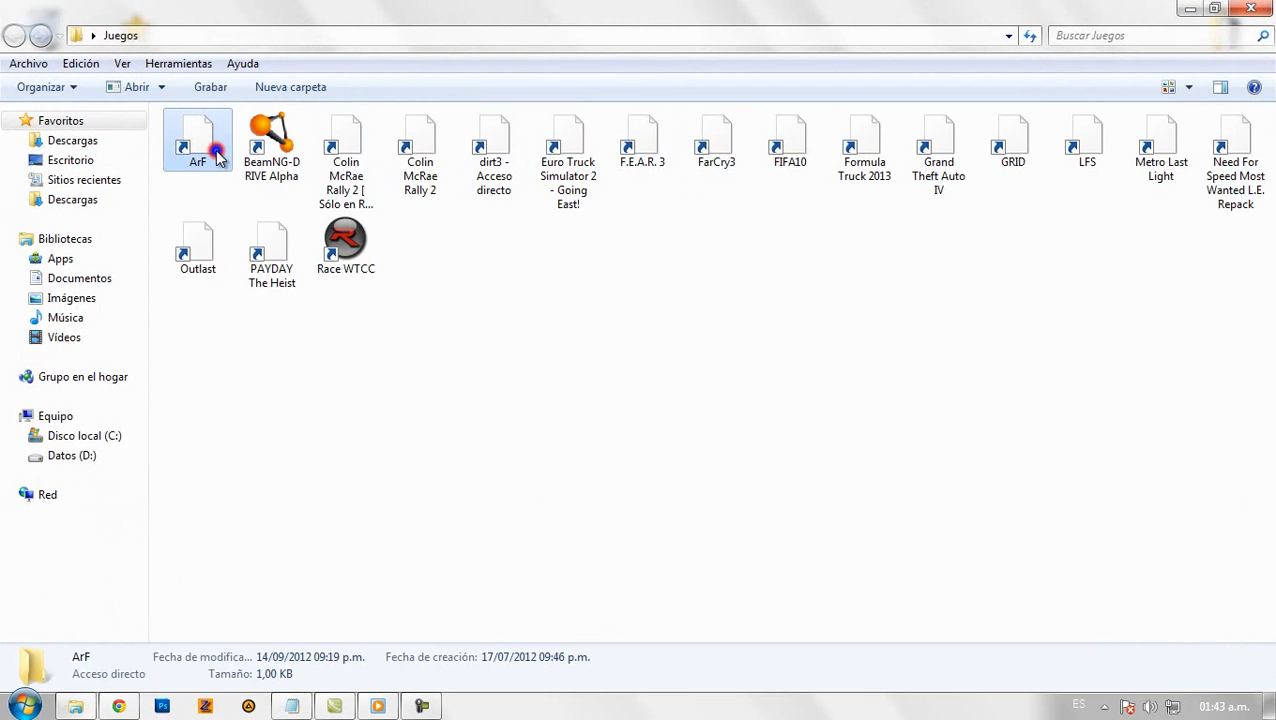 Juegos
Buscar Juegos
Archivo Edición Ver Herramientas Ayuda
Organizar Abrir Grabar Nueva carpeta
Favoritos
Descargas
Escritorio
Sitios recientes
Descargas
Bibliotecas
Apps
Documentos
Imágenes
Música
Vídeos
Grupo en el hogar
Equipo
Disco local (C:)
Datos (D:)
Red
ArF
BeamNG-D
RIVE Alpha
Colin
McRae
Rally 2 [
Sólo en R...
Colin
McRae
Rally 2
dirt3 -
Acceso
directo
Euro Truck
Simulator 2
- Going
East!
F.E.A.R. 3
FarCry3
FIFA10
Formula
Truck 2013
Grand
Theft Auto
IV
GRID
LFS
Metro Last
Light
Need For
Speed Most
Wanted L.E.
Repack
Outlast
PAYDAY
The Heist
Race WTCC
ArF
Acceso directo
Fecha de modifica... 14/09/2012 09:19 p.m.
Tamaño: 1,00 KB
Fecha de creación: 17/07/2012 09:46 p.m.
Ps
ES
01:43 a.m.